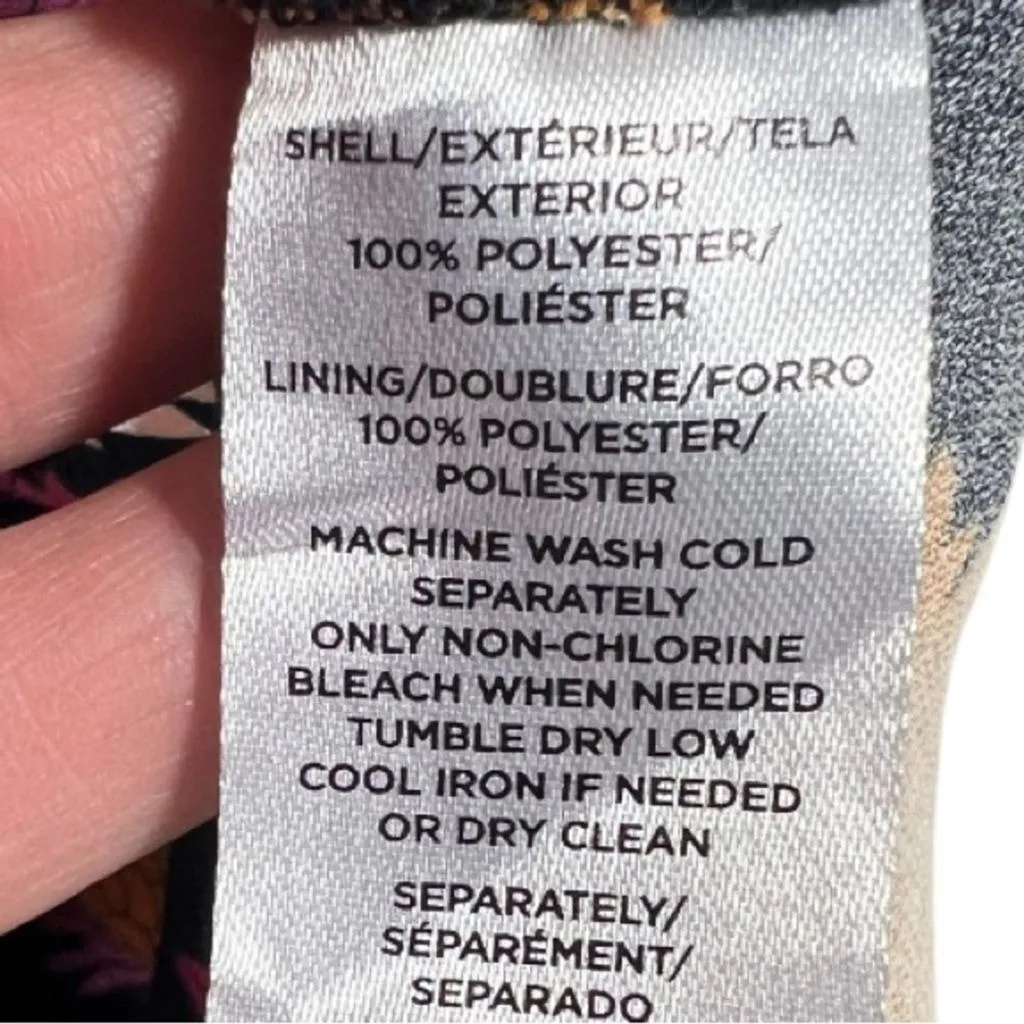 SHELL/EXTÉRIEUR/TELA
EXTERIOR
100% POLYESTER/
POLIÉSTER
LINING/DOUBLURE/FORRO
100% POLYESTER/
POLIÉSTER
MACHINE WASH COLD
SEPARATELY
ONLY NON-CHLORINE
BLEACH WHEN NEEDED
TUMBLE DRY LOW
COOL IRON IF NEEDED
OR DRY CLEAN
SEPARATELY/
SÉPARÉMENT/
SEPARADO